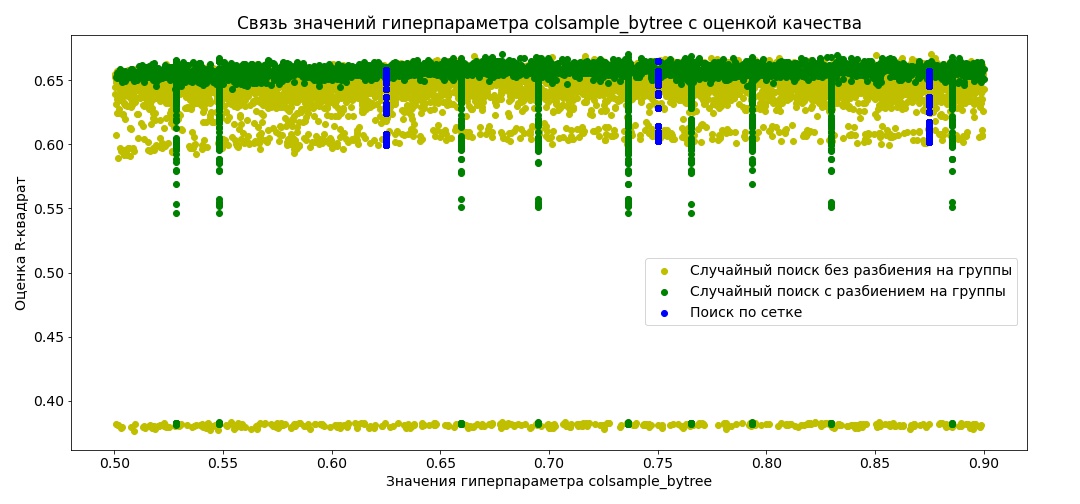 Связь значений гиперпараметра colsample_bytree с оценкой качества
Оценка R-квадрат
0.65
0.60
0.55
0.50
0.45
0.40
Случайный поиск без разбиения на группы
Случайный поиск с разбиением на группы
Поиск по сетке
0.50 0.55 0.60 0.65 0.70 0.75 0.80 0.85 0.90
Значения гиперпараметра colsample_bytree